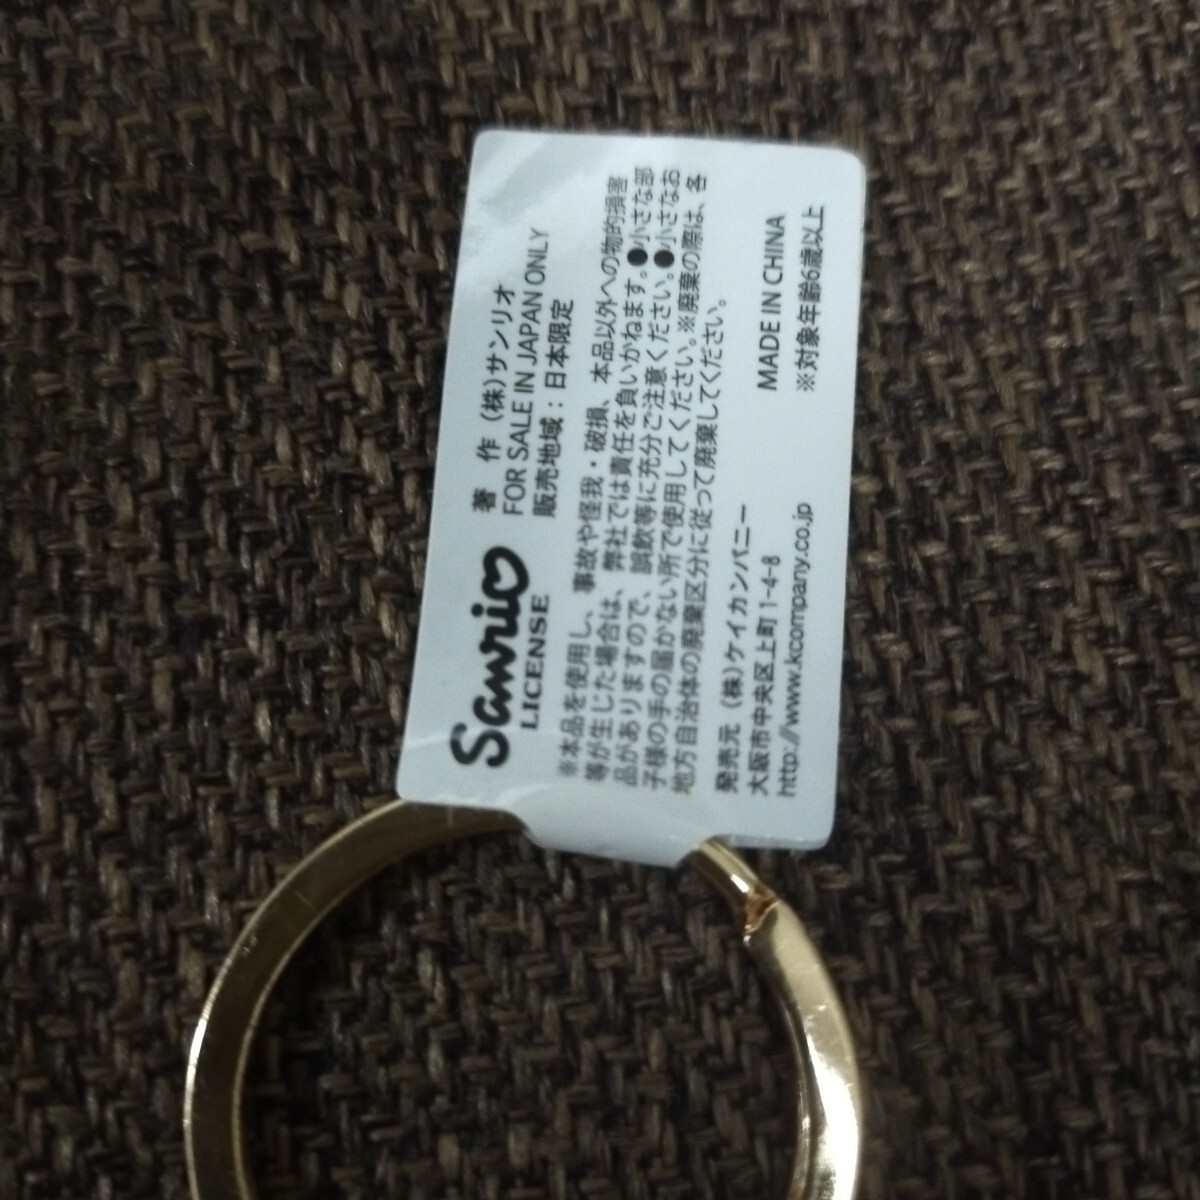 Sanrio
LICENSE
著 作 (株)サンリオ
FOR SALE IN JAPAN ONLY
販売地域：日本限定
※本品を使用し、事故や怪我・破損、本品以外への物的損害
等が生じた場合は、弊社では責任を負いかねます。●小さな部
品がありますので、誤飲等に充分ご注意ください。●小さなお
子様の手の届かない所で使用してください。※廃棄の際は、各
地方自治体の廃棄区分に従って廃棄してください。
発売元 (株)ケイカンパニー
大阪市中央区上町1-4-8
http://www.kcompany.co.jp
MADE IN CHINA
※対象年齢6歳以上